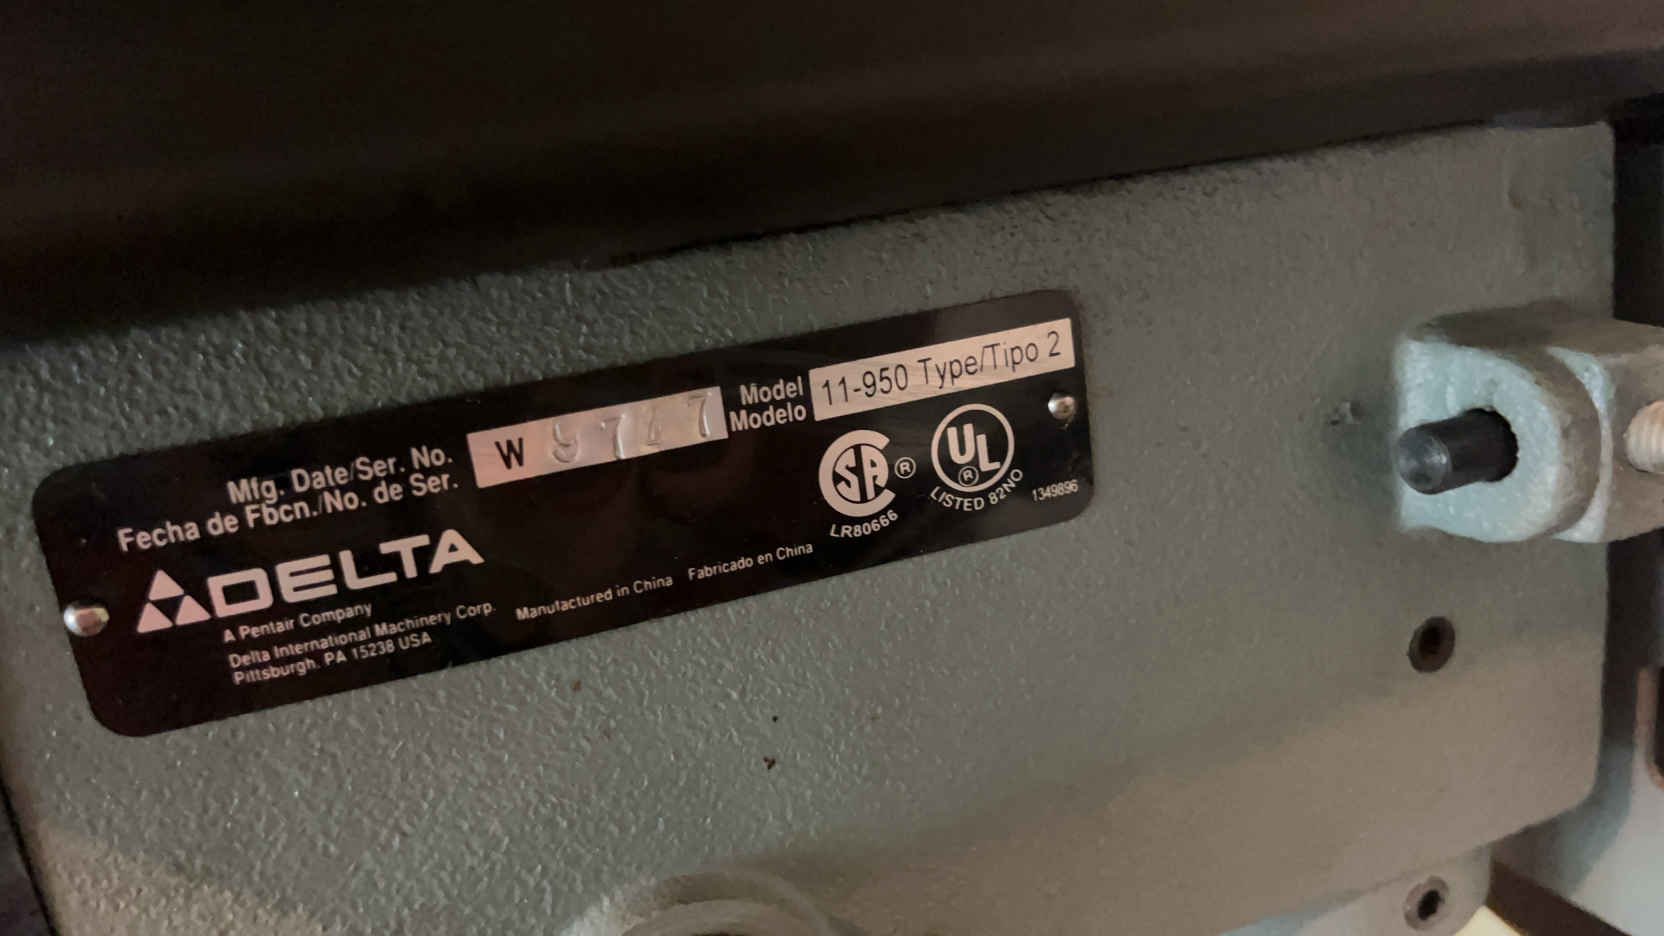 Mfg. Date/Ser. No.
Fecha de Fbcn./No. de Ser.
W 9747
Model
Modelo
11-950 Type/Tipo 2
DELTA
A Pentair Company
Delta International Machinery Corp.
Pittsburgh, PA 15238 USA
Manufactured in China Fabricado en China
SA ®
LR80666
UL ®
LISTED 82NO
1349896